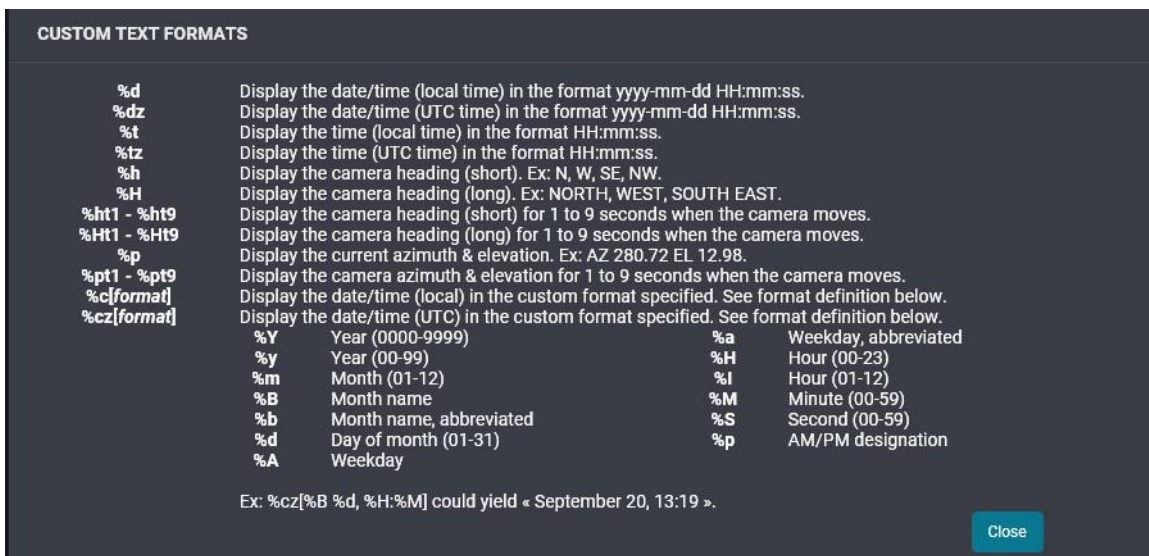 CUSTOM TEXT FORMATS
%d Display the date/time (local time) in the format yyyy-mm-dd HH:mm:ss.
%dz Display the date/time (UTC time) in the format yyyy-mm-dd HH:mm:ss.
%t Display the time (local time) in the format HH:mm:ss.
%tz Display the time (UTC time) in the format HH:mm:ss.
%h Display the camera heading (short). Ex: N, W, SE, NW.
%H Display the camera heading (long). Ex: NORTH, WEST, SOUTH EAST.
%ht1 - %ht9 Display the camera heading (short) for 1 to 9 seconds when the camera moves.
%Ht1 - %Ht9 Display the camera heading (long) for 1 to 9 seconds when the camera moves.
%p Display the current azimuth & elevation. Ex: AZ 280.72 EL 12.98.
%pt1 - %pt9 Display the camera azimuth & elevation for 1 to 9 seconds when the camera moves.
%c[format] Display the date/time (local) in the custom format specified. See format definition below.
%cz[format] Display the date/time (UTC) in the custom format specified. See format definition below.
%Y Year (0000-9999) %a Weekday, abbreviated
%y Year (00-99) %H Hour (00-23)
%m Month (01-12) %I Hour (01-12)
%B Month name %M Minute (00-59)
%b Month name, abbreviated %S Second (00-59)
%d Day of month (01-31) %p AM/PM designation
%A Weekday
Ex: %cz[%B %d, %H:%M] could yield « September 20, 13:19 ».
Close